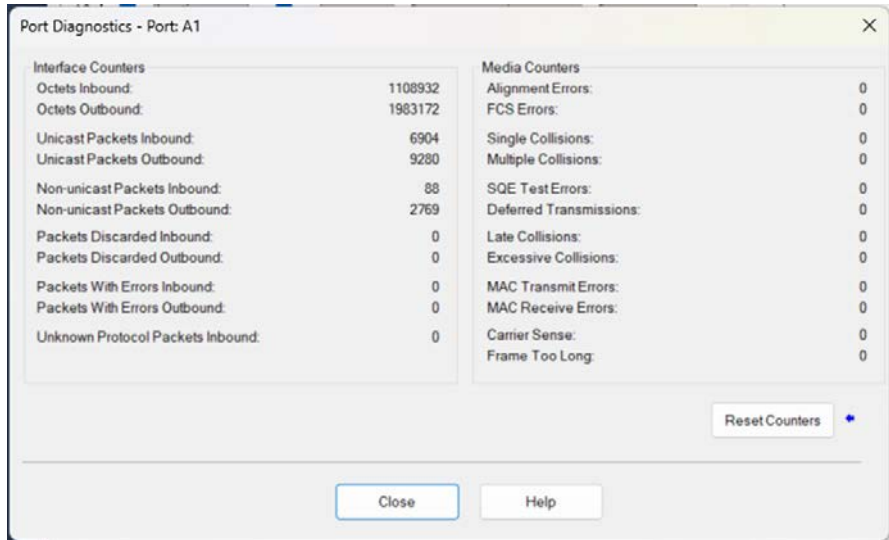 Port Diagnostics - Port: A1
Interface Counters
Octets Inbound: 1108932
Octets Outbound: 1983172
Unicast Packets Inbound: 6904
Unicast Packets Outbound: 9280
Non-unicast Packets Inbound: 88
Non-unicast Packets Outbound: 2769
Packets Discarded Inbound: 0
Packets Discarded Outbound: 0
Packets With Errors Inbound: 0
Packets With Errors Outbound: 0
Unknown Protocol Packets Inbound: 0
Media Counters
Alignment Errors: 0
FCS Errors: 0
Single Collisions: 0
Multiple Collisions: 0
SQE Test Errors: 0
Deferred Transmissions: 0
Late Collisions: 0
Excessive Collisions: 0
MAC Transmit Errors: 0
MAC Receive Errors: 0
Carrier Sense: 0
Frame Too Long: 0
Reset Counters
Close
Help